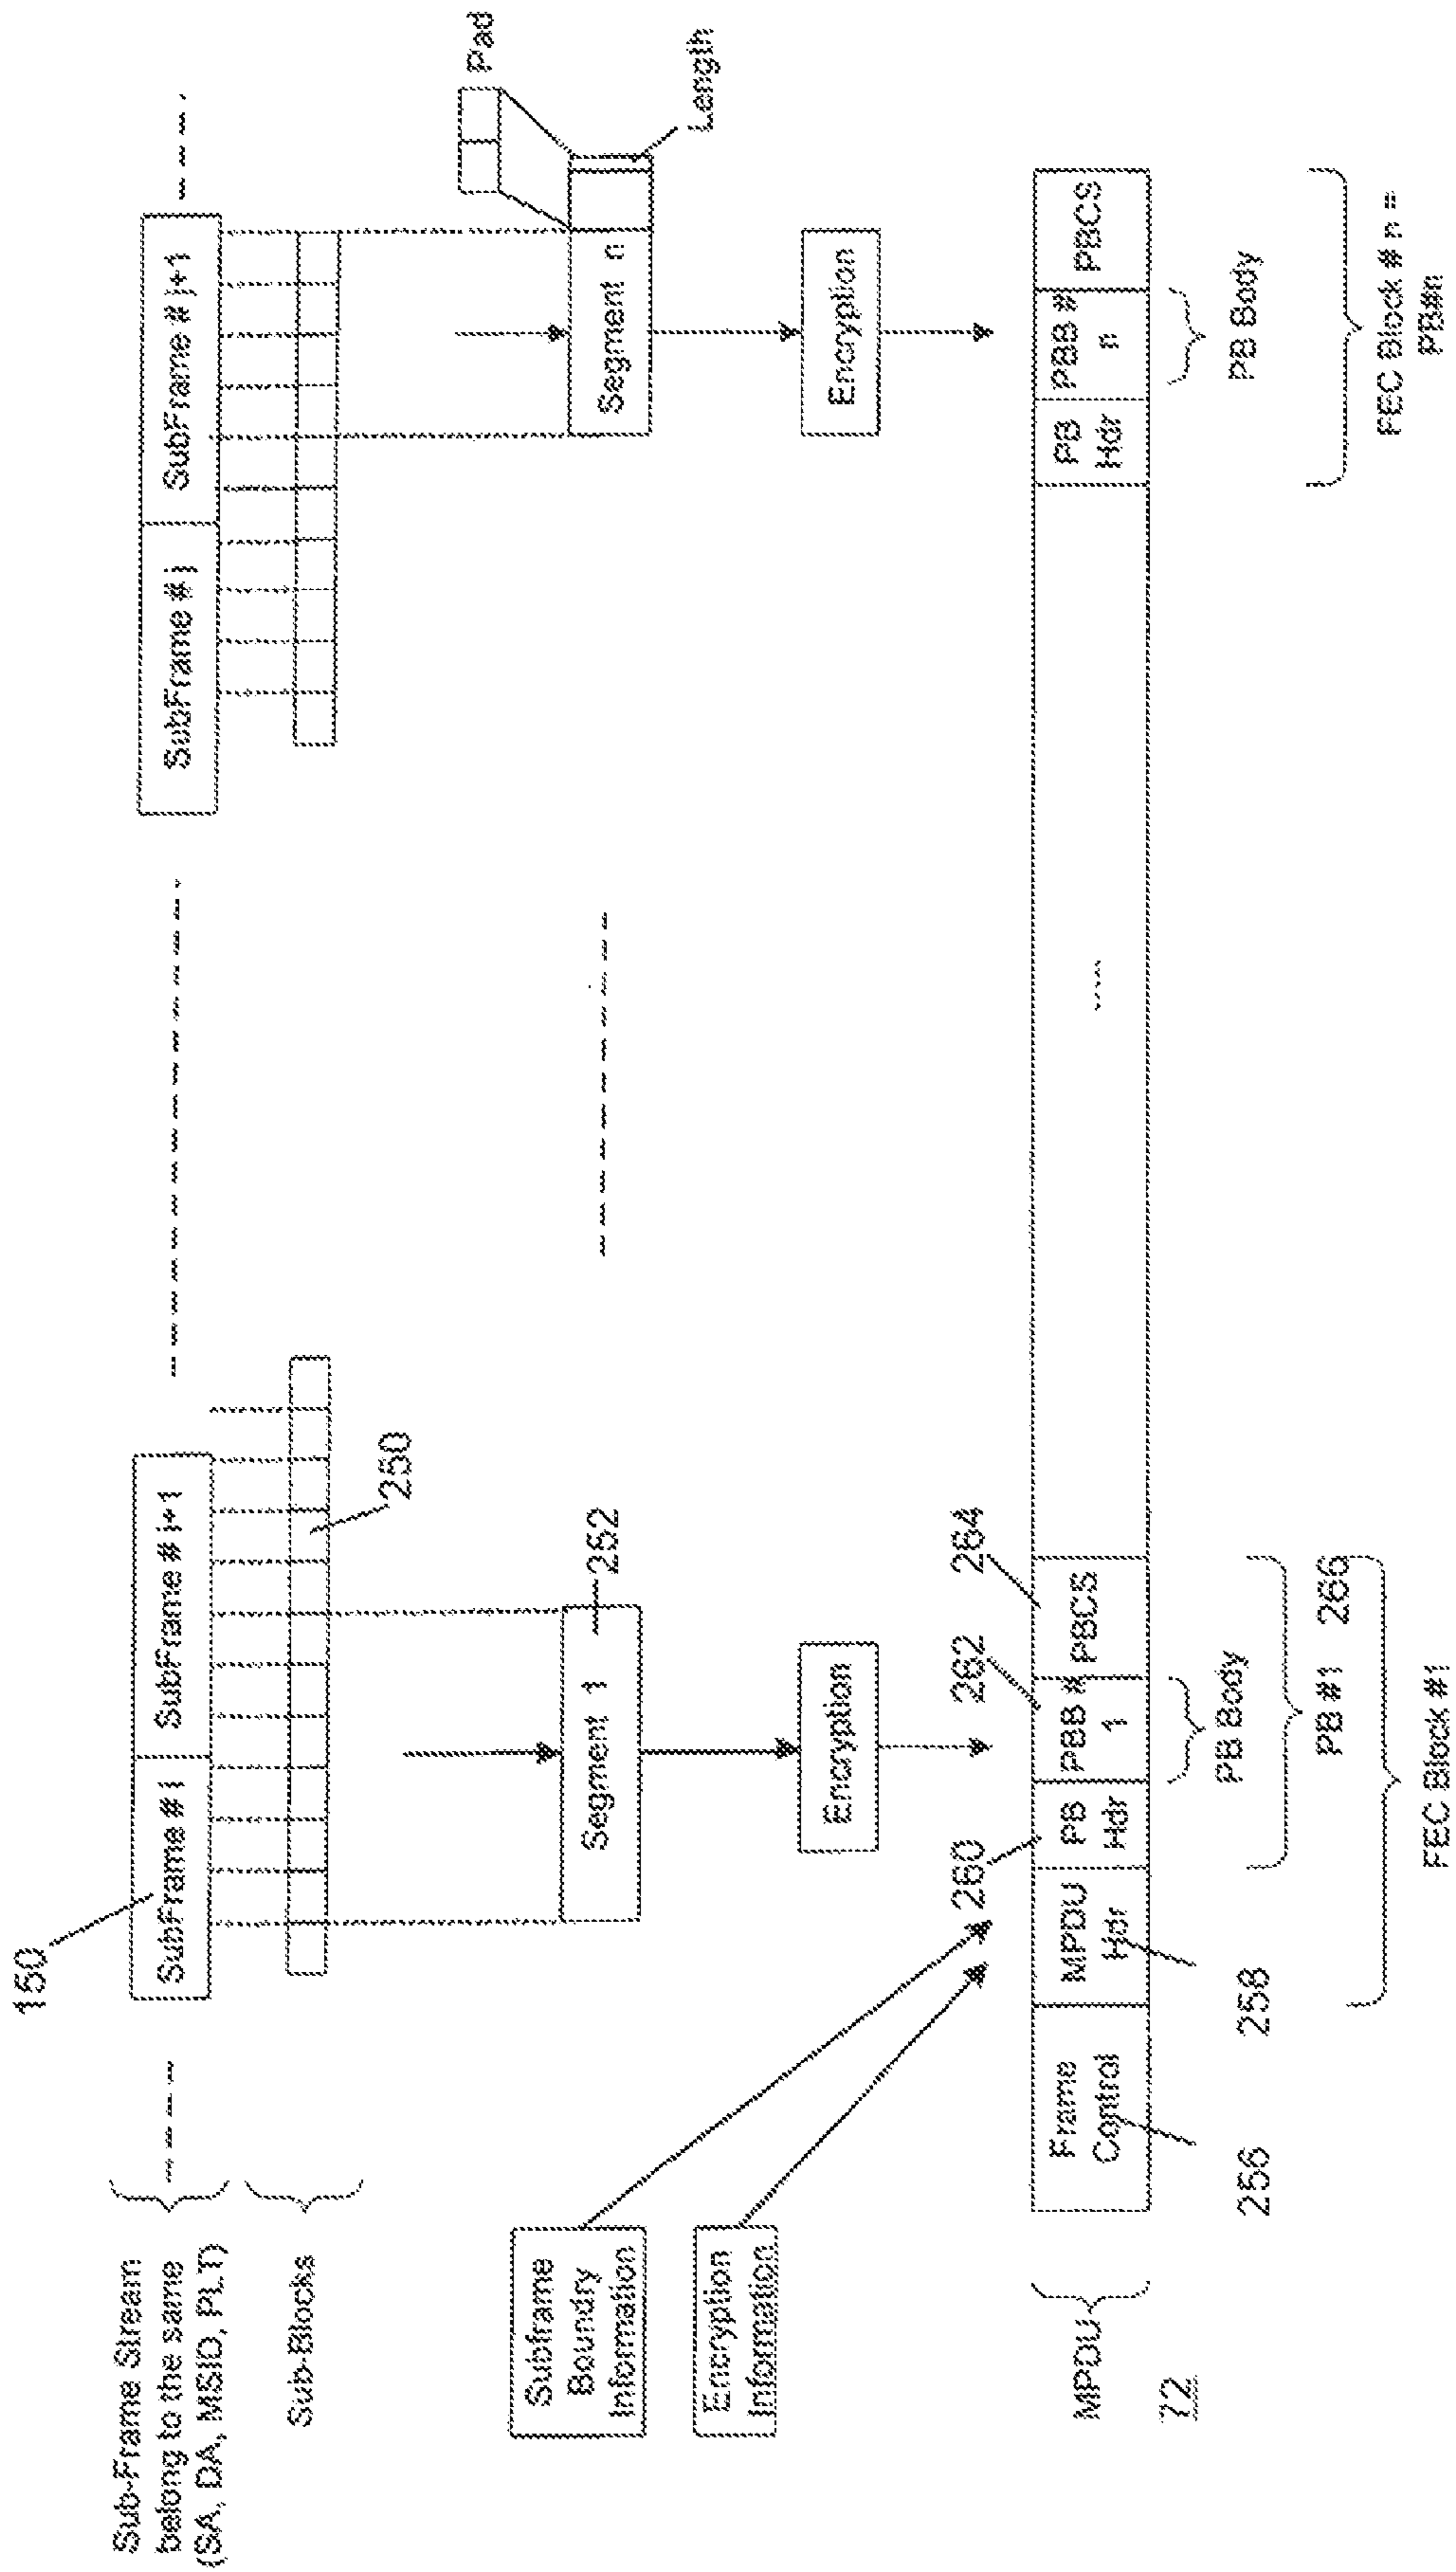 Sub-Frame Stream
belong to the same
(SA, DA, MSID, PLT)
150
SubFrame # i
SubFrame # i+1
SubFrame # j
SubFrame # j+1
Sub-Blocks
250
Pad
Length
Subframe
Boundry
Information
Encryption
Information
Segment 1
252
Segment n
Encryption
Encryption
260
262
264
MPDU
72
Frame
Control
MPDU
Hdr
PB
Hdr
PBB #
1
PBCS
PB
Hdr
PBB #
n
PBCS
256
258
PB Body
PB #1
266
FEC Block #1
PB Body
FEC Block # n =
PB#n